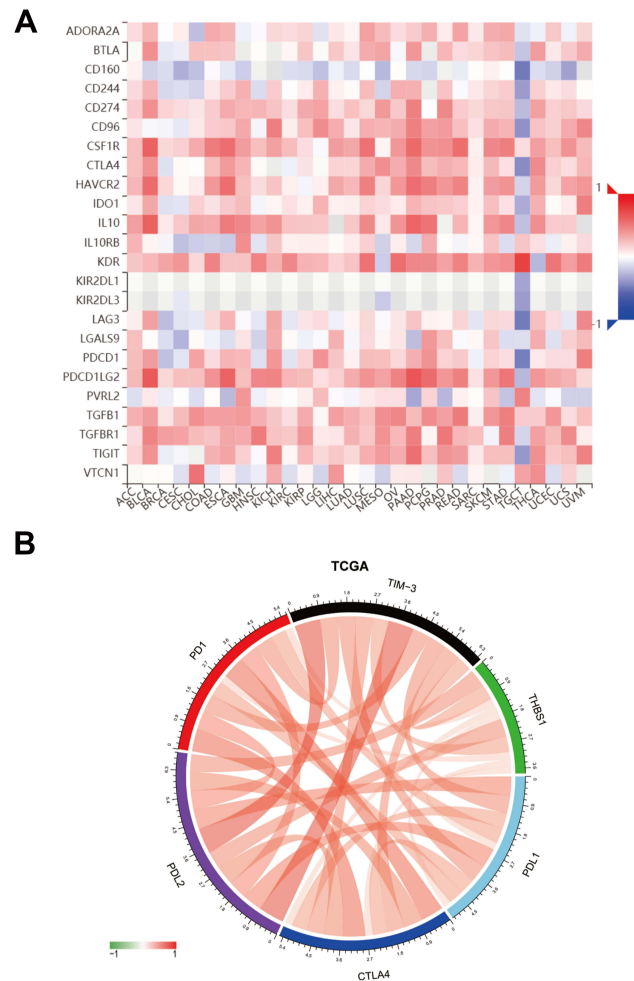 A
ADORA2A
BTLA
CD160
CD244
CD274
CD96
CSF1R
CTLA4
HAVCR2
IDO1
IL10
IL10RB
KDR
KIR2DL1
KIR2DL3
LAG3
LGALS9
PDCD1
PDCD1LG2
PVRL2
TGFB1
TGFBR1
TIGIT
VTCN1
1
-1
ACC BLCA BRCA CESC CHOL COAD ESCA GBM HNSC KICH KIRC KIRP LGG LIHC LUAD LUSC MESO OV PAAD PCPG PRAD READ SARC SKCM STAD TGCT THCA UCEC UCS UVM
B
TCGA
TIM-3
PD1
THBS1
PDL2
PDL1
CTLA4
-1 0 1